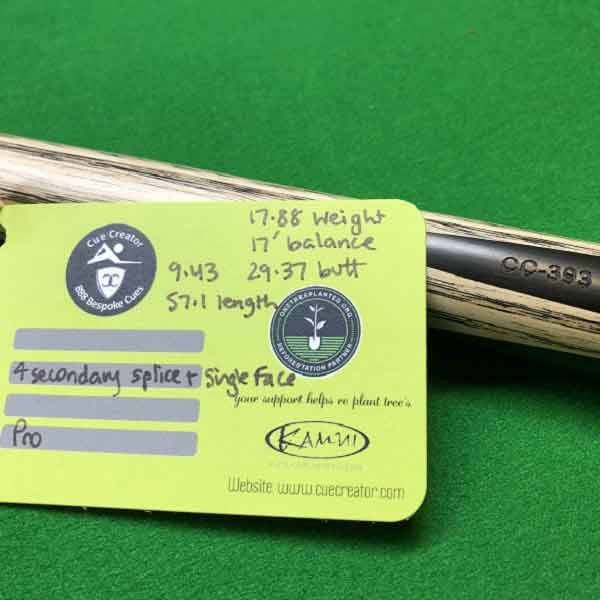 17.88 weight
17' balance
9.43 29.37 butt
57.1 length
Cue Creator
CC
BBB Bespoke Cues
ONETREEPLANTED.ORG
REFORESTATION PARTNER
4 secondary splice + Single Face
your support helps re plant tree's
Pro
KAMUI
Website: www.cuecreator.com
CC-393